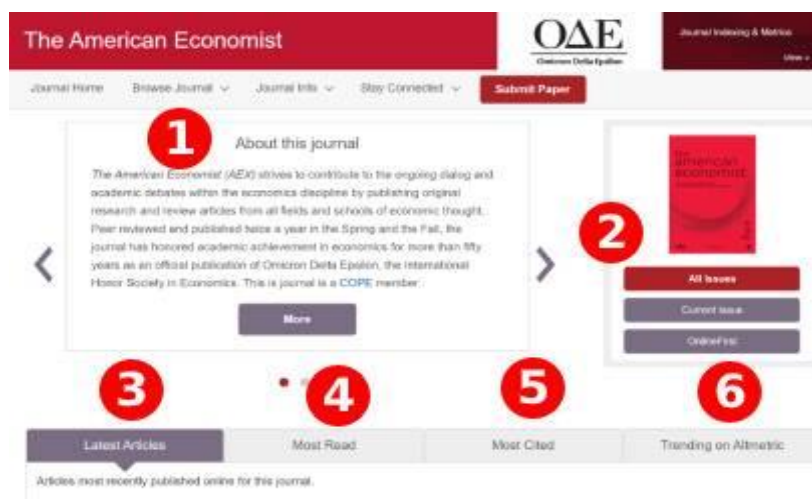 The American Economist
ΟΔΕ
Omicron Delta Epsilon
Journal Indexing & Metrics
View »
Journal Home Browse Journal Journal Info Stay Connected Submit Paper
1
About this journal
The American Economist (AEX) strives to contribute to the ongoing dialog and
academic debates within the economics discipline by publishing original
research and review articles from all fields and schools of economic thought.
Peer reviewed and published twice a year in the Spring and the Fall, the
journal has honored academic achievement in economics for more than fifty
years as an official publication of Omicron Delta Epsilon, the International
Honor Society in Economics. This is journal is a COPE member
More
the
american
economist
2
All Issues
Current Issue
OnlineFirst
3
4
5
6
Latest Articles Most Read Most Cited Trending on Altmetric
Articles most recently published online for this journal.